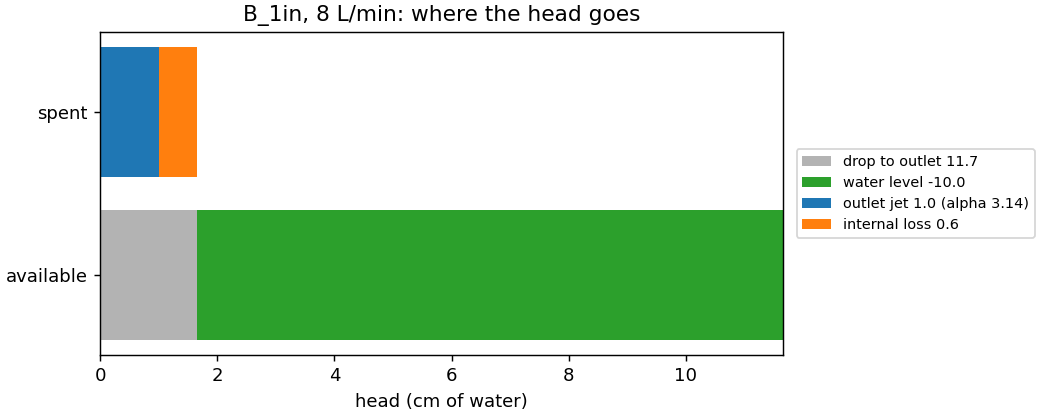 B_1in, 8 L/min: where the head goes
spent
available
0 2 4 6 8 10
head (cm of water)
drop to outlet 11.7
water level -10.0
outlet jet 1.0 (alpha 3.14)
internal loss 0.6